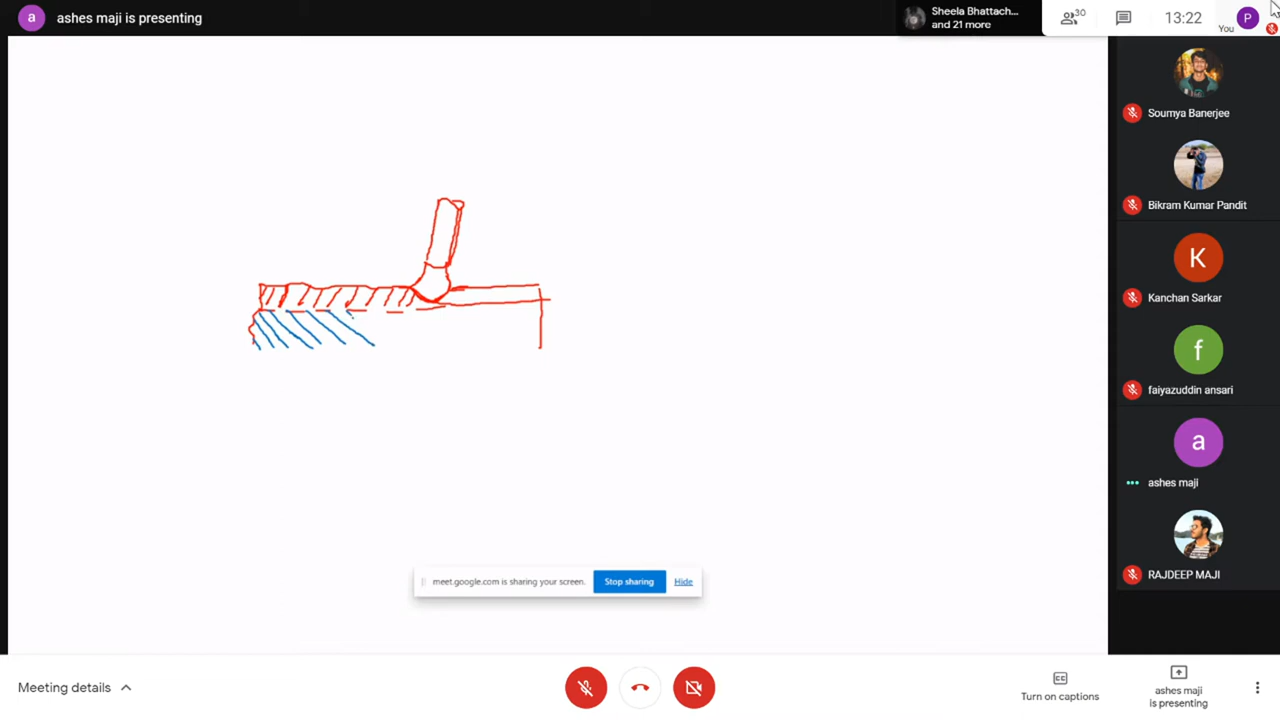 a
ashes maji is presenting
Sheela Bhattach...
and 21 more
30
13:22
You
P
Soumya Banerjee
Bikram Kumar Pandit
K
Kanchan Sarkar
f
faiyazuddin ansari
a
ashes maji
RAJDEEP MAJI
meet.google.com is sharing your screen.
Stop sharing
Hide
Meeting details
CC
Turn on captions
ashes maji
is presenting